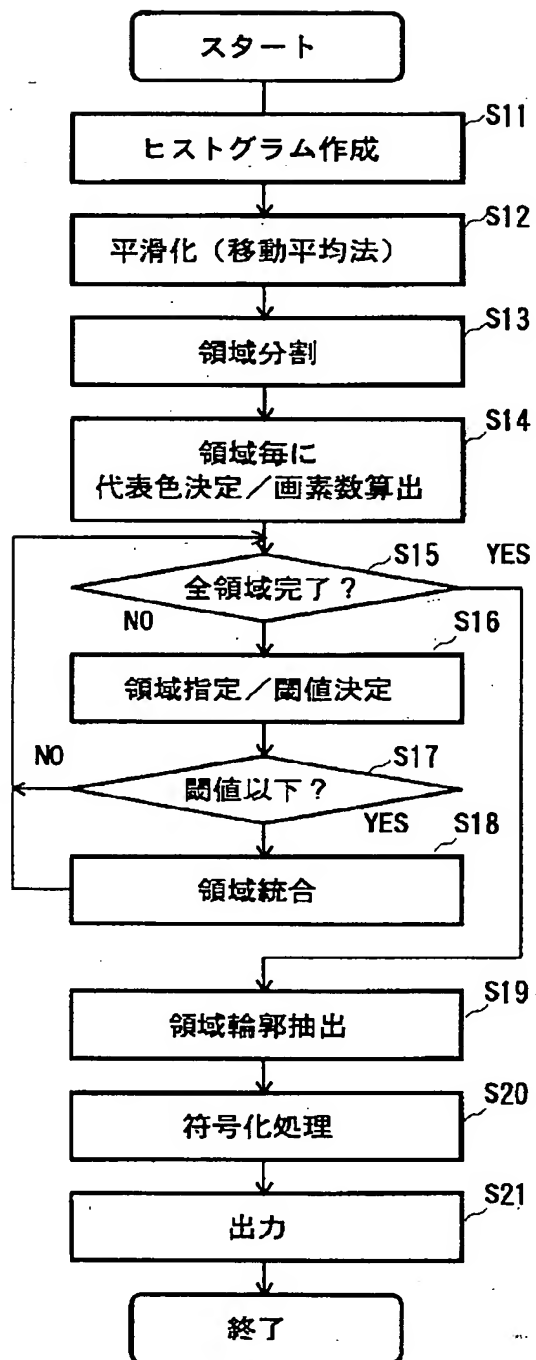 スタート
S11
ヒストグラム作成
S12
平滑化（移動平均法）
S13
領域分割
S14
領域毎に
代表色決定／画素数算出
S15
YES
全領域完了？
NO
S16
領域指定／閾値決定
NO
S17
閾値以下？
YES
S18
領域統合
S19
領域輪郭抽出
S20
符号化処理
S21
出力
終了